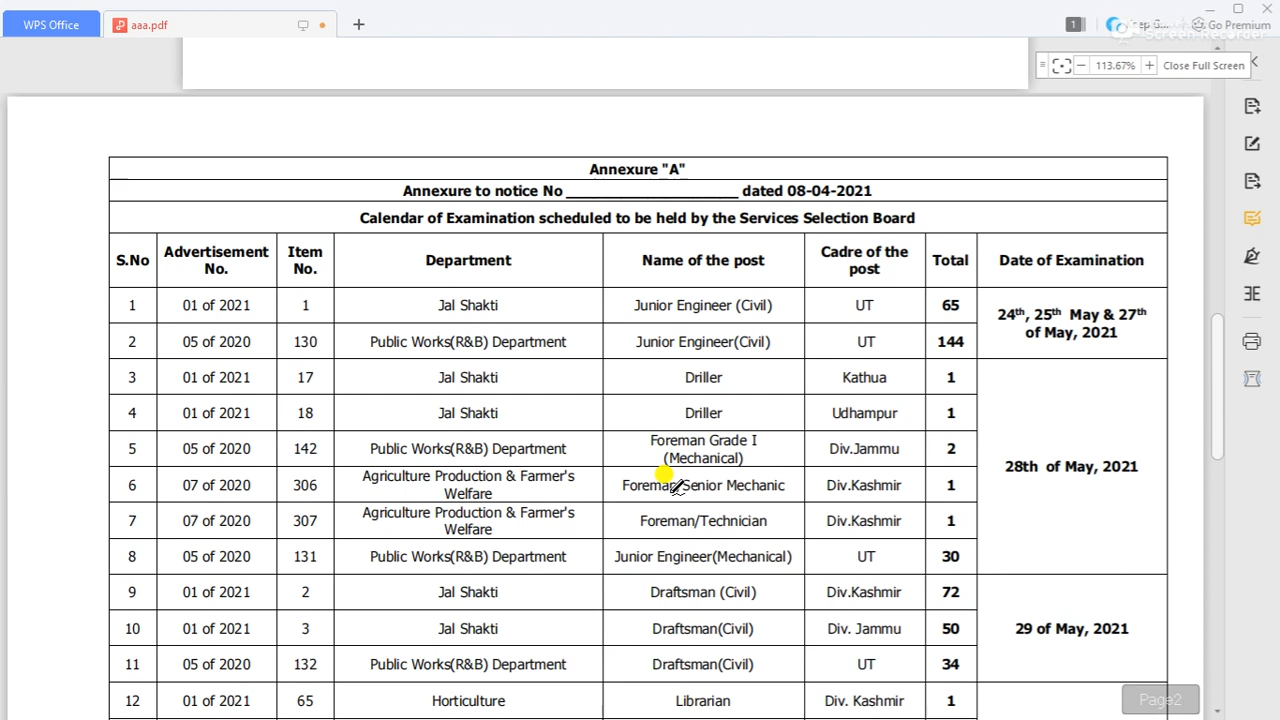 WPS Office aaa.pdf + 1 Go Premium
Screen Recorder
113.67% Close Full Screen
Annexure "A"
Annexure to notice No ____________________ dated 08-04-2021
Calendar of Examination scheduled to be held by the Services Selection Board
S.No Advertisement No. Item No. Department Name of the post Cadre of the post Total Date of Examination
1 01 of 2021 1 Jal Shakti Junior Engineer (Civil) UT 65 24th, 25th May & 27th of May, 2021
2 05 of 2020 130 Public Works(R&B) Department Junior Engineer(Civil) UT 144
3 01 of 2021 17 Jal Shakti Driller Kathua 1 28th of May, 2021
4 01 of 2021 18 Jal Shakti Driller Udhampur 1
5 05 of 2020 142 Public Works(R&B) Department Foreman Grade I (Mechanical) Div.Jammu 2
6 07 of 2020 306 Agriculture Production & Farmer's Welfare Foreman/Senior Mechanic Div.Kashmir 1
7 07 of 2020 307 Agriculture Production & Farmer's Welfare Foreman/Technician Div.Kashmir 1
8 05 of 2020 131 Public Works(R&B) Department Junior Engineer(Mechanical) UT 30
9 01 of 2021 2 Jal Shakti Draftsman (Civil) Div.Kashmir 72 29 of May, 2021
10 01 of 2021 3 Jal Shakti Draftsman(Civil) Div. Jammu 50
11 05 of 2020 132 Public Works(R&B) Department Draftsman(Civil) UT 34
12 01 of 2021 65 Horticulture Librarian Div. Kashmir 1
Page2